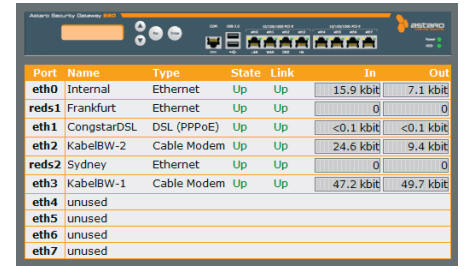 Astaro Security Gateway 220
astaro
Port Name Type State Link In Out
eth0 Internal Ethernet Up Up 15.9 kbit 7.1 kbit
reds1 Frankfurt Ethernet Up Up 0 0
eth1 CongstarDSL DSL (PPPoE) Up Up <0.1 kbit <0.1 kbit
eth2 KabelBW-2 Cable Modem Up Up 24.6 kbit 9.4 kbit
reds2 Sydney Ethernet Up Up 0 0
eth3 KabelBW-1 Cable Modem Up Up 47.2 kbit 49.7 kbit
eth4 unused
eth5 unused
eth6 unused
eth7 unused